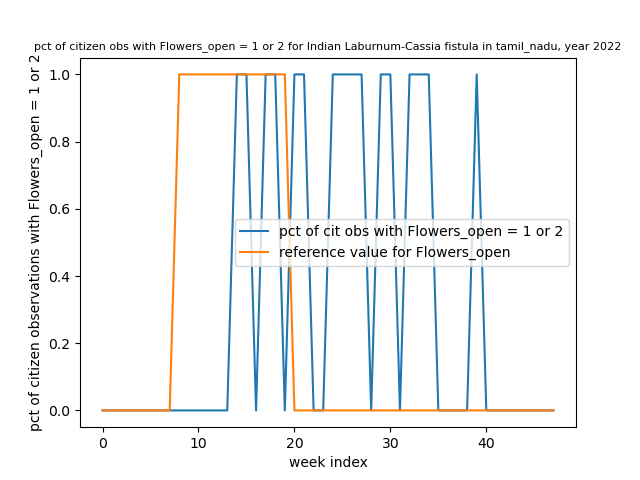 pct of citizen obs with Flowers_open = 1 or 2 for Indian Laburnum-Cassia fistula in tamil_nadu, year 2022
pct of citizen observations with Flowers_open = 1 or 2
1.0
0.8
0.6
0.4
0.2
0.0
pct of cit obs with Flowers_open = 1 or 2
reference value for Flowers_open
0 10 20 30 40
week index